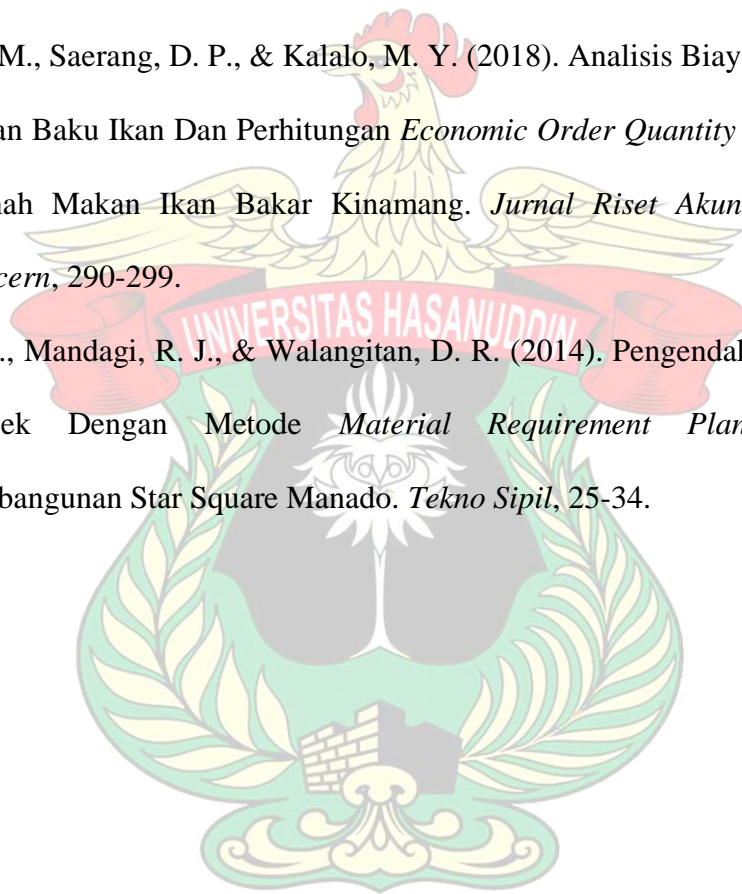 M., Saerang, D. P., & Kalalo, M. Y. (2018). Analisis Biay
an Baku Ikan Dan Perhitungan Economic Order Quantity
ah Makan Ikan Bakar Kinamang. Jurnal Riset Akun
cern, 290-299.
UNIVERSITAS HASANUDDIN
., Mandagi, R. J., & Walangitan, D. R. (2014). Pengendal
ek Dengan Metode Material Requirement Plan
bangunan Star Square Manado. Tekno Sipil, 25-34.